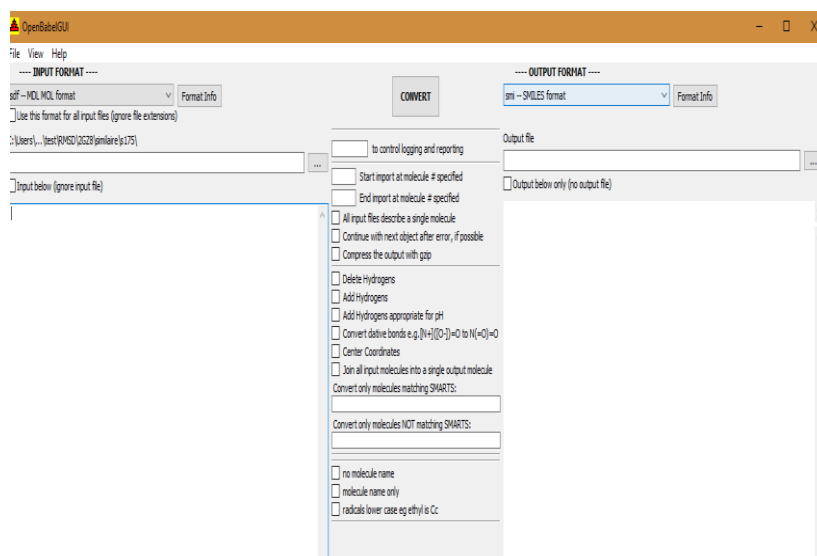 OpenBabelGUI
File View Help
---- INPUT FORMAT ----
sdf -- MDL MOL format
Format Info
Use this format for all input files (ignore file extensions)
C:\Users\...\test\RMSD\2GZ8\similaire\s175\
...
Input below (ignore input file)
CONVERT
to control logging and reporting
Start import at molecule # specified
End import at molecule # specified
All input files describe a single molecule
Continue with next object after error, if possible
Compress the output with gzip
Delete Hydrogens
Add Hydrogens
Add Hydrogens appropriate for pH
Convert dative bonds e.g.[N+]([O-])=O to N(=O)=O
Center Coordinates
Join all input molecules into a single output molecule
Convert only molecules matching SMARTS:
Convert only molecules NOT matching SMARTS:
no molecule name
molecule name only
radicals lower case eg ethyl is Cc
---- OUTPUT FORMAT ----
smi -- SMILES format
Format Info
Output file
...
Output below only (no output file)